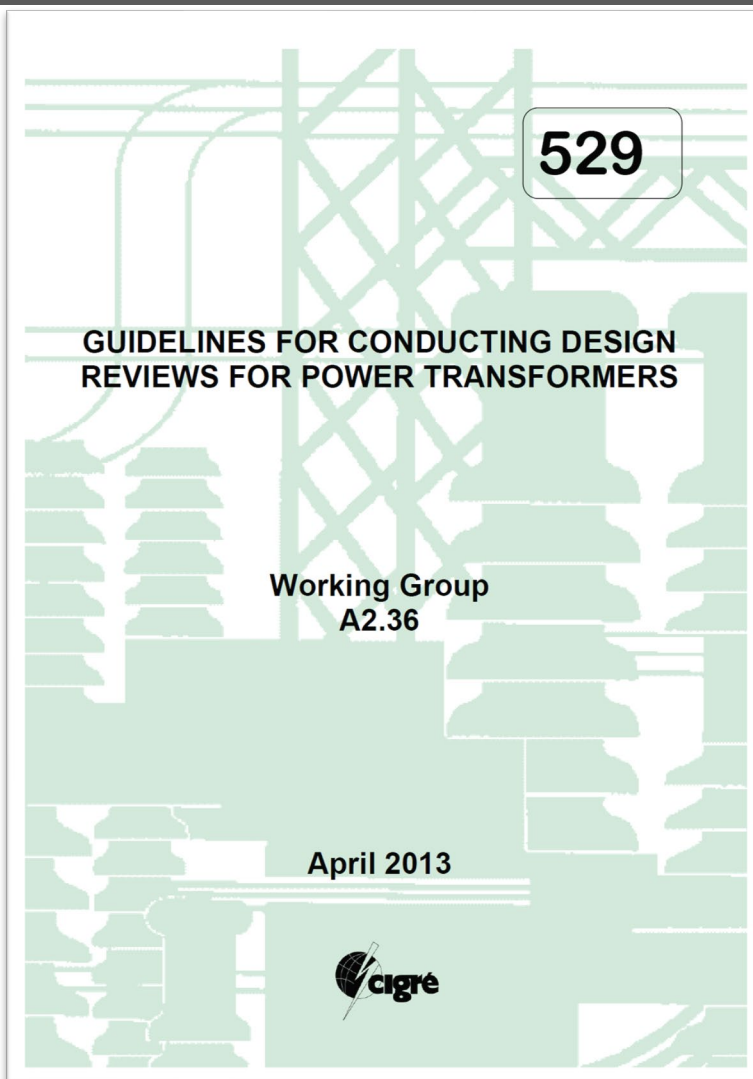 529
GUIDELINES FOR CONDUCTING DESIGN
REVIEWS FOR POWER TRANSFORMERS
Working Group
A2.36
April 2013
cigré